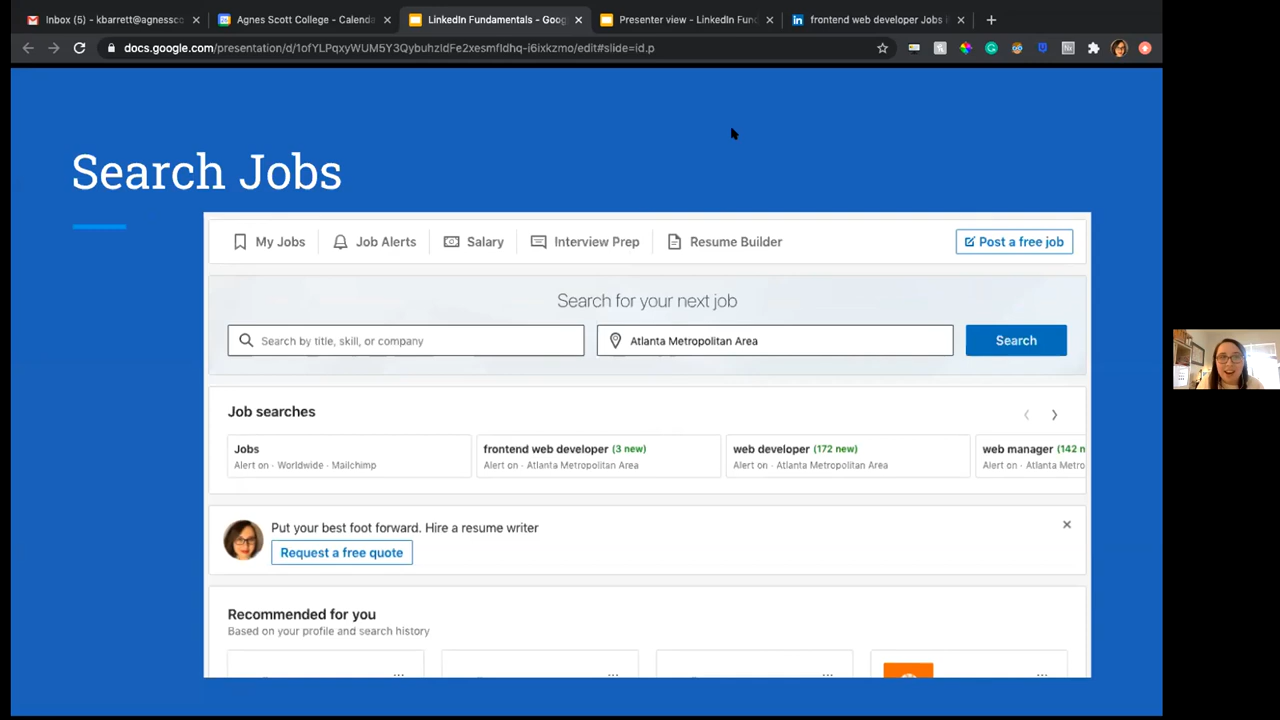 Inbox (5) - kbarrett@agnessc
Agnes Scott College - Calenda
LinkedIn Fundamentals - Goog
Presenter view - LinkedIn Fun
frontend web developer Jobs i
docs.google.com/presentation/d/1ofYLPqxyWUM5Y3QybuhzIdFe2xesmfIdhq-i6ixkzmo/edit#slide=id.p
Search Jobs
My Jobs
Job Alerts
Salary
Interview Prep
Resume Builder
Post a free job
Search for your next job
Search by title, skill, or company
Atlanta Metropolitan Area
Search
Job searches
Jobs
Alert on · Worldwide · Mailchimp
frontend web developer (3 new)
Alert on · Atlanta Metropolitan Area
web developer (172 new)
Alert on · Atlanta Metropolitan Area
web manager (142 n
Alert on · Atlanta Metro
Put your best foot forward. Hire a resume writer
Request a free quote
Recommended for you
Based on your profile and search history